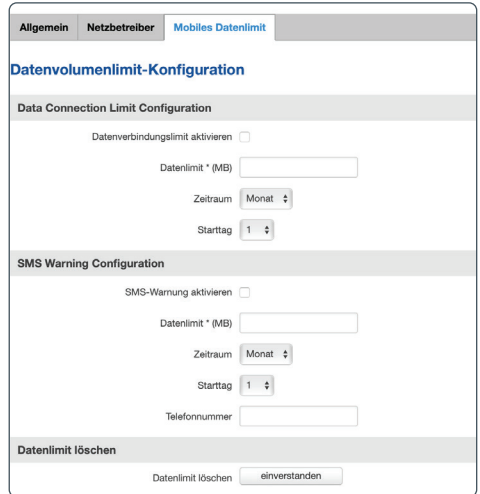 Allgemein Netzbetreiber Mobiles Datenlimit
Datenvolumenlimit-Konfiguration
Data Connection Limit Configuration
Datenverbindungslimit aktivieren
Datenlimit * (MB)
Zeitraum Monat
Starttag 1
SMS Warning Configuration
SMS-Warnung aktivieren
Datenlimit * (MB)
Zeitraum Monat
Starttag 1
Telefonnummer
Datenlimit löschen
Datenlimit löschen einverstanden